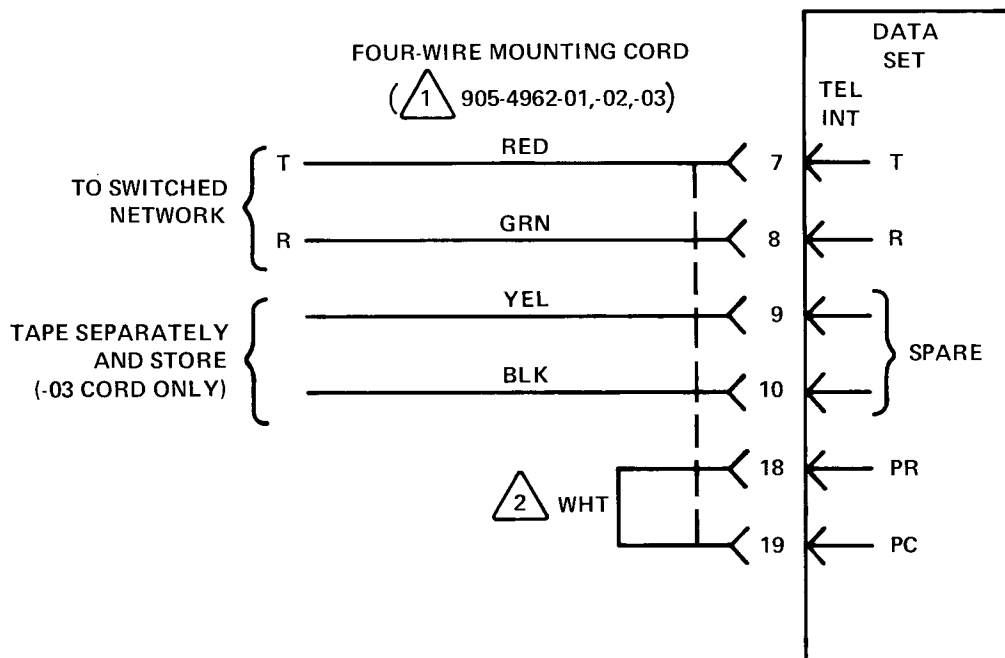 DATA
SET
FOUR-WIRE MOUNTING CORD
(1 905-4962-01,-02,-03)
TEL
INT
TO SWITCHED
NETWORK
T RED 7 T
R GRN 8 R
TAPE SEPARATELY
AND STORE
(-03 CORD ONLY)
YEL 9
BLK 10
SPARE
18 PR
2 WHT
19 PC